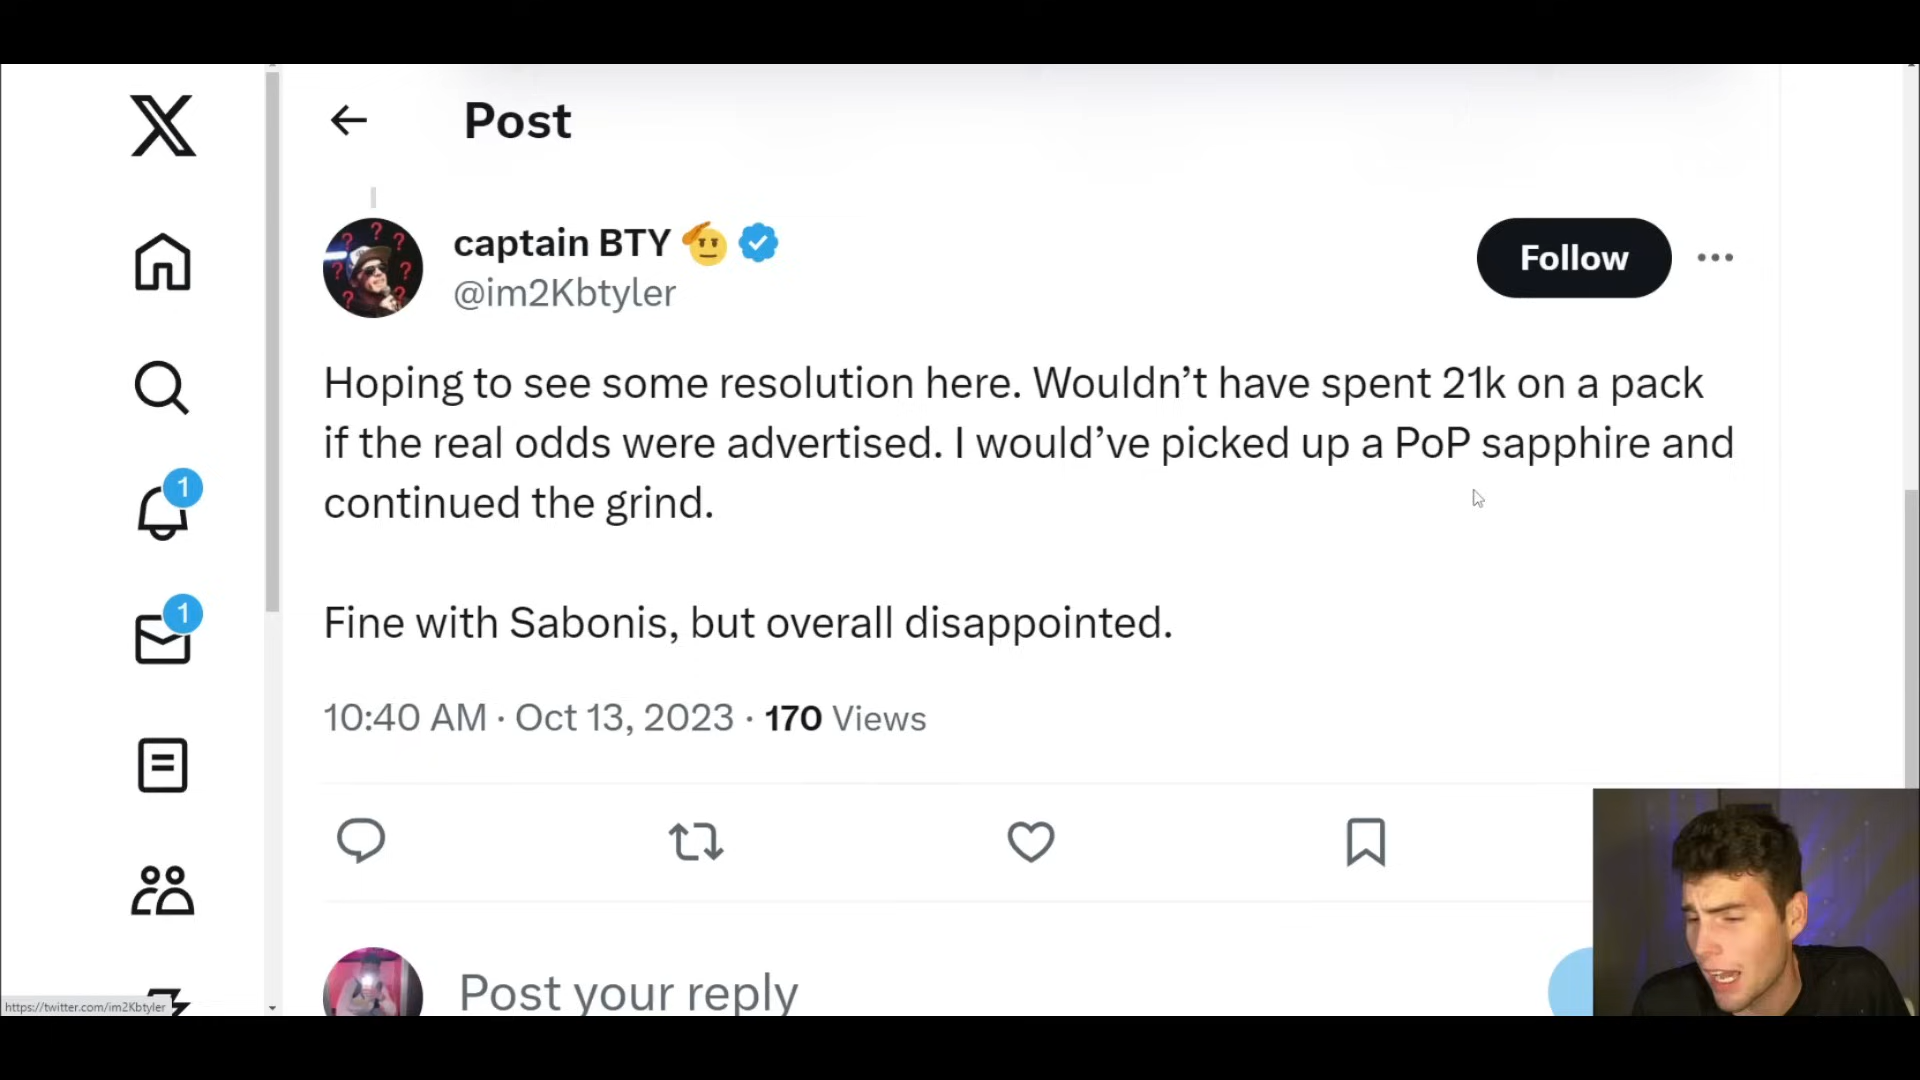 Post
captain BTY
@im2Kbtyler
Follow
Hoping to see some resolution here. Wouldn’t have spent 21k on a pack
if the real odds were advertised. I would’ve picked up a PoP sapphire and
continued the grind.
1
1
Fine with Sabonis, but overall disappointed.
10:40 AM · Oct 13, 2023 · 170 Views
Post your reply
https://twitter.com/im2Kbtyler